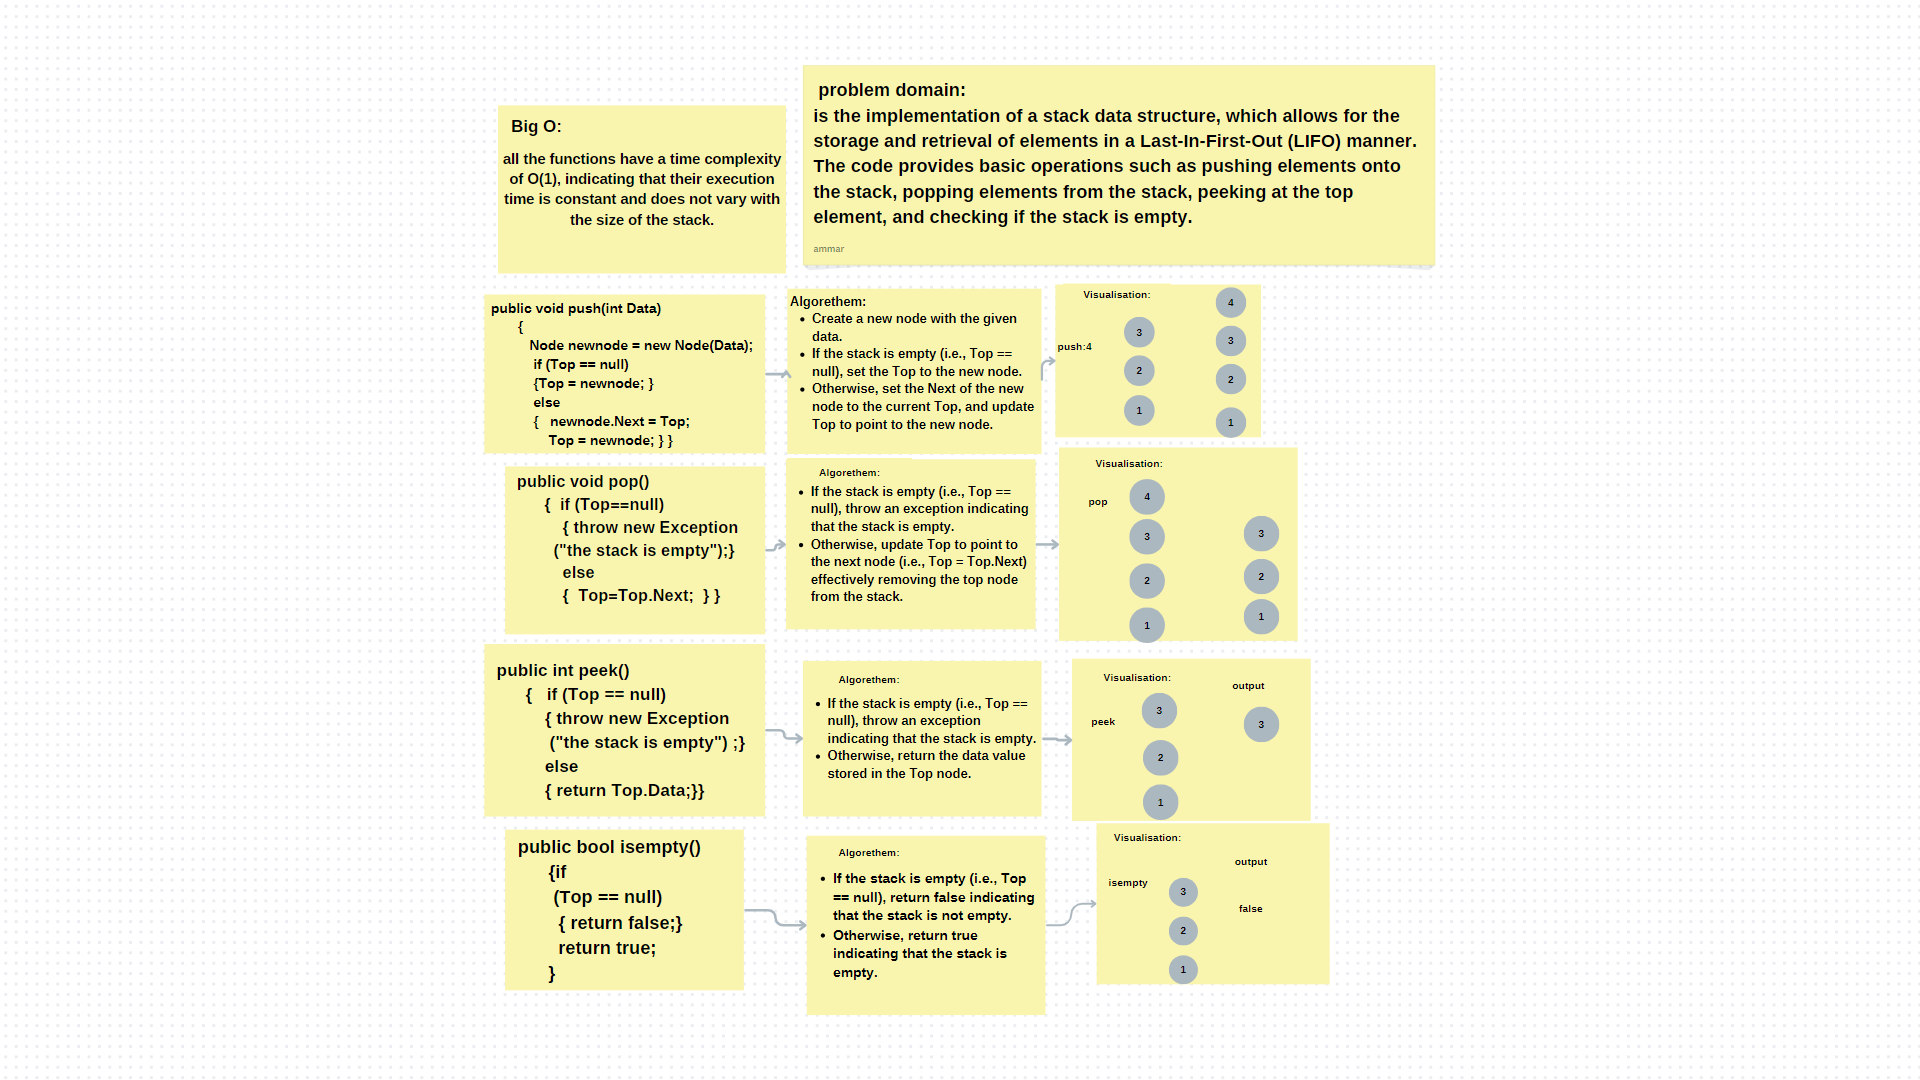 Big O:
all the functions have a time complexity
of O(1), indicating that their execution
time is constant and does not vary with
the size of the stack.
problem domain:
is the implementation of a stack data structure, which allows for the
storage and retrieval of elements in a Last-In-First-Out (LIFO) manner.
The code provides basic operations such as pushing elements onto
the stack, popping elements from the stack, peeking at the top
element, and checking if the stack is empty.
ammar
public void push(int Data)
{
Node newnode = new Node(Data);
if (Top == null)
{Top = newnode; }
else
{ newnode.Next = Top;
Top = newnode; } }
Algorethem:
• Create a new node with the given
data.
• If the stack is empty (i.e., Top ==
null), set the Top to the new node.
• Otherwise, set the Next of the new
node to the current Top, and update
Top to point to the new node.
Visualisation:
push:4
3
2
1
4
3
2
1
public void pop()
{ if (Top==null)
{ throw new Exception
("the stack is empty");}
else
{ Top=Top.Next; } }
Algorethem:
• If the stack is empty (i.e., Top ==
null), throw an exception indicating
that the stack is empty.
• Otherwise, update Top to point to
the next node (i.e., Top = Top.Next)
effectively removing the top node
from the stack.
Visualisation:
pop
4
3
2
1
3
2
1
public int peek()
{ if (Top == null)
{ throw new Exception
("the stack is empty") ;}
else
{ return Top.Data;}}
Algorethem:
• If the stack is empty (i.e., Top ==
null), throw an exception
indicating that the stack is empty.
• Otherwise, return the data value
stored in the Top node.
Visualisation:
peek
3
2
1
output
3
public bool isempty()
{if
(Top == null)
{ return false;}
return true;
}
Algorethem:
• If the stack is empty (i.e., Top
== null), return false indicating
that the stack is not empty.
• Otherwise, return true
indicating that the stack is
empty.
Visualisation:
isempty
3
2
1
output
false